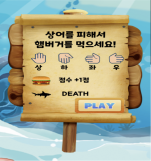 상어를 피해서
햄버거를 먹으세요!
상 하 좌 우
점수 +1점
DEATH
PLAY